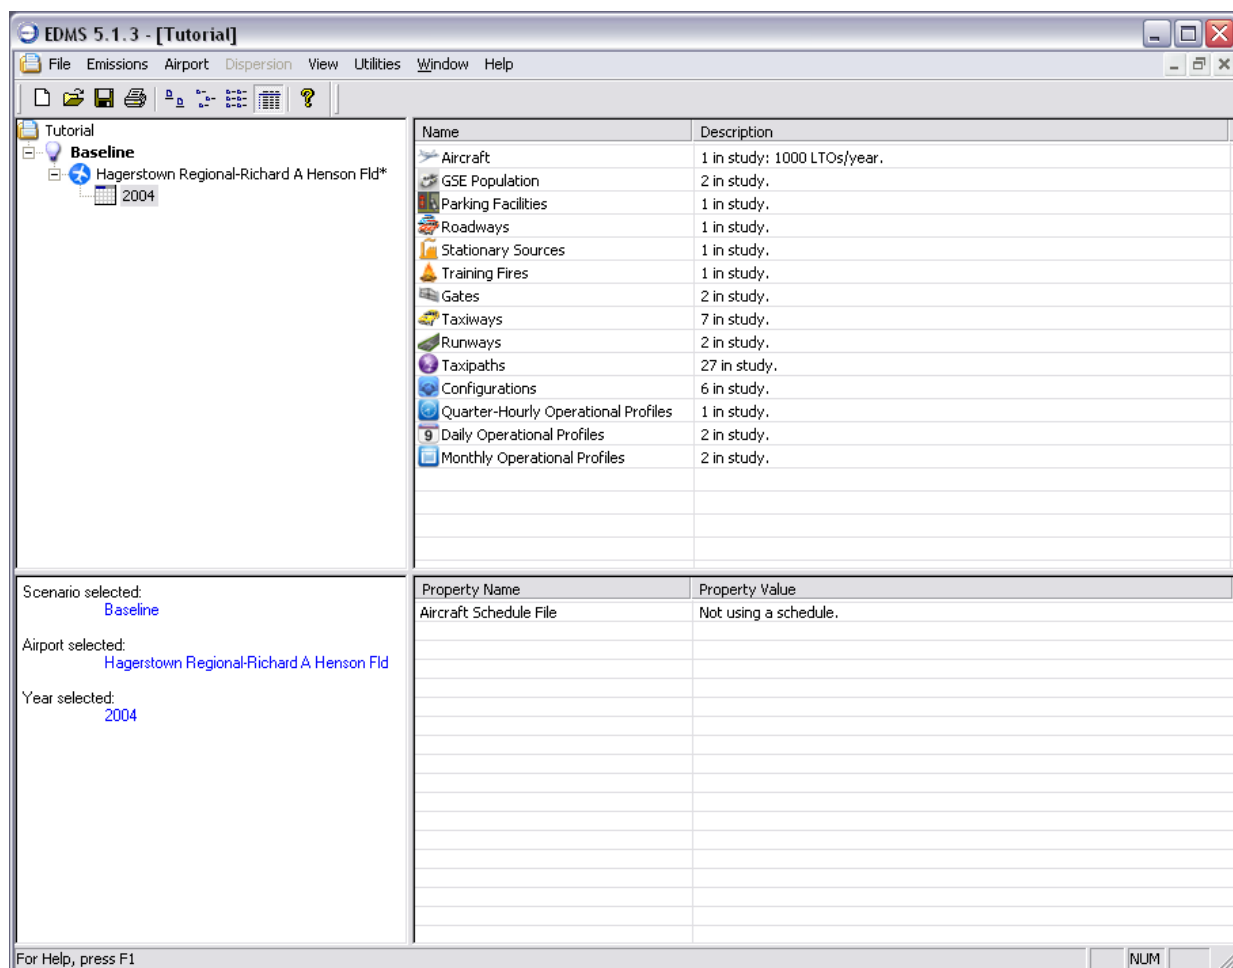 EDMS 5.1.3 - [Tutorial]
File Emissions Airport Dispersion View Utilities Window Help
Tutorial
Baseline
Hagerstown Regional-Richard A Henson Fld*
2004
Name Description
Aircraft 1 in study: 1000 LTOs/year.
GSE Population 2 in study.
Parking Facilities 1 in study.
Roadways 1 in study.
Stationary Sources 1 in study.
Training Fires 1 in study.
Gates 2 in study.
Taxiways 7 in study.
Runways 2 in study.
Taxipaths 27 in study.
Configurations 6 in study.
Quarter-Hourly Operational Profiles 1 in study.
9 Daily Operational Profiles 2 in study.
Monthly Operational Profiles 2 in study.
Scenario selected:
Baseline
Airport selected:
Hagerstown Regional-Richard A Henson Fld
Year selected:
2004
Property Name Property Value
Aircraft Schedule File Not using a schedule.
For Help, press F1 NUM